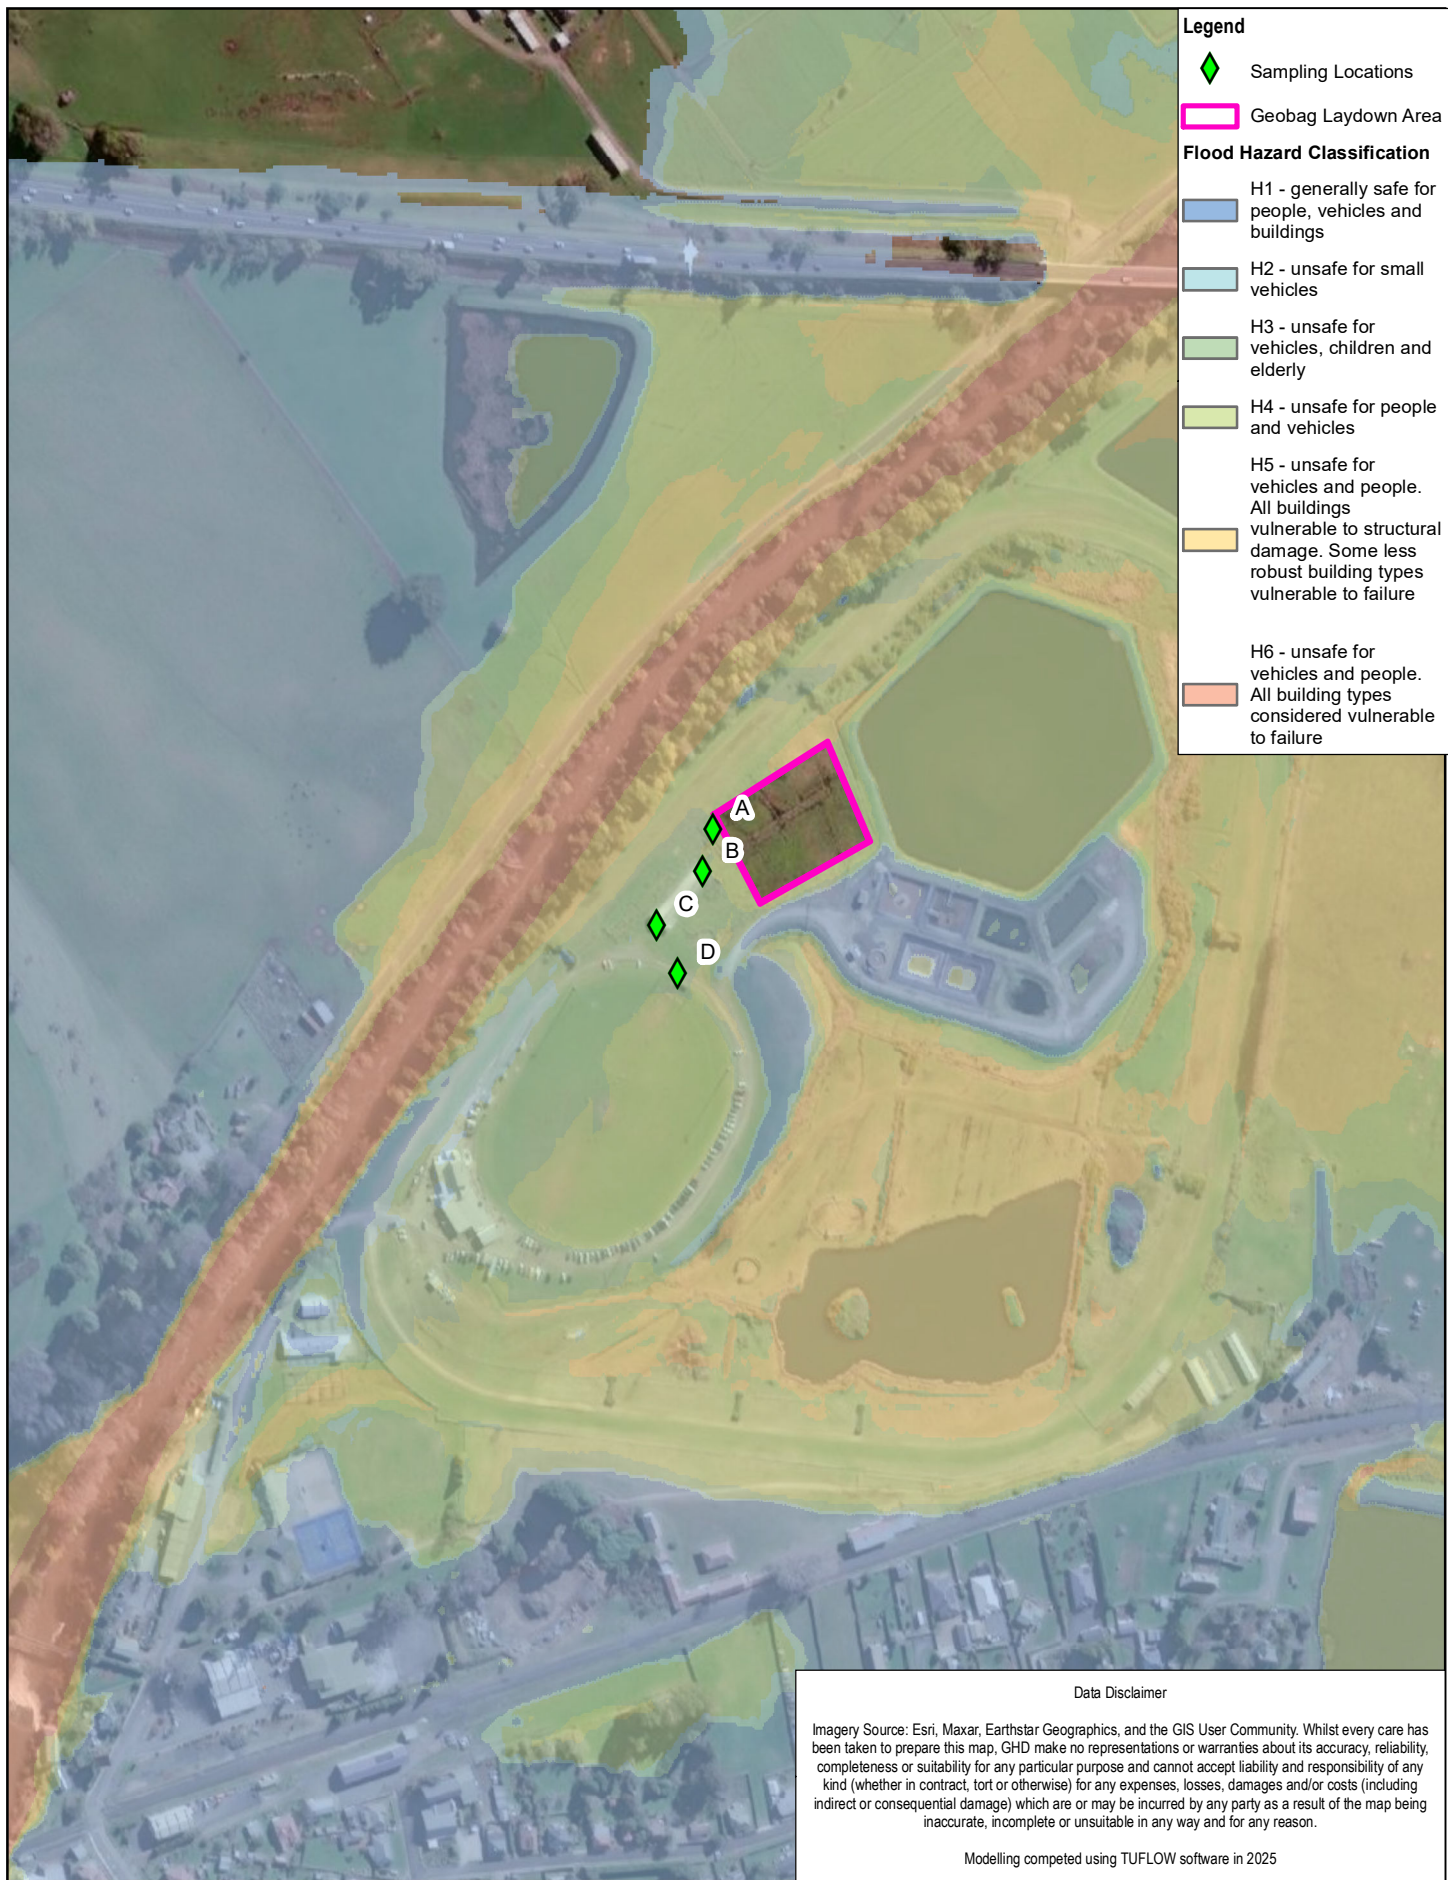 Legend
Sampling Locations
Geobag Laydown Area
Flood Hazard Classification
H1 - generally safe for
people, vehicles and
buildings
H2 - unsafe for small
vehicles
H3 - unsafe for
vehicles, children and
elderly
H4 - unsafe for people
and vehicles
H5 - unsafe for
vehicles and people.
All buildings
vulnerable to structural
damage. Some less
robust building types
vulnerable to failure
H6 - unsafe for
vehicles and people.
All building types
considered vulnerable
to failure
A
B
C
D
Data Disclaimer
Imagery Source: Esri, Maxar, Earthstar Geographics, and the GIS User Community. Whilst every care has
been taken to prepare this map, GHD make no representations or warranties about its accuracy, reliability,
completeness or suitability for any particular purpose and cannot accept liability and responsibility of any
kind (whether in contract, tort or otherwise) for any expenses, losses, damages and/or costs (including
indirect or consequential damage) which are or may be incurred by any party as a result of the map being
inaccurate, incomplete or unsuitable in any way and for any reason.
Modelling competed using TUFLOW software in 2025